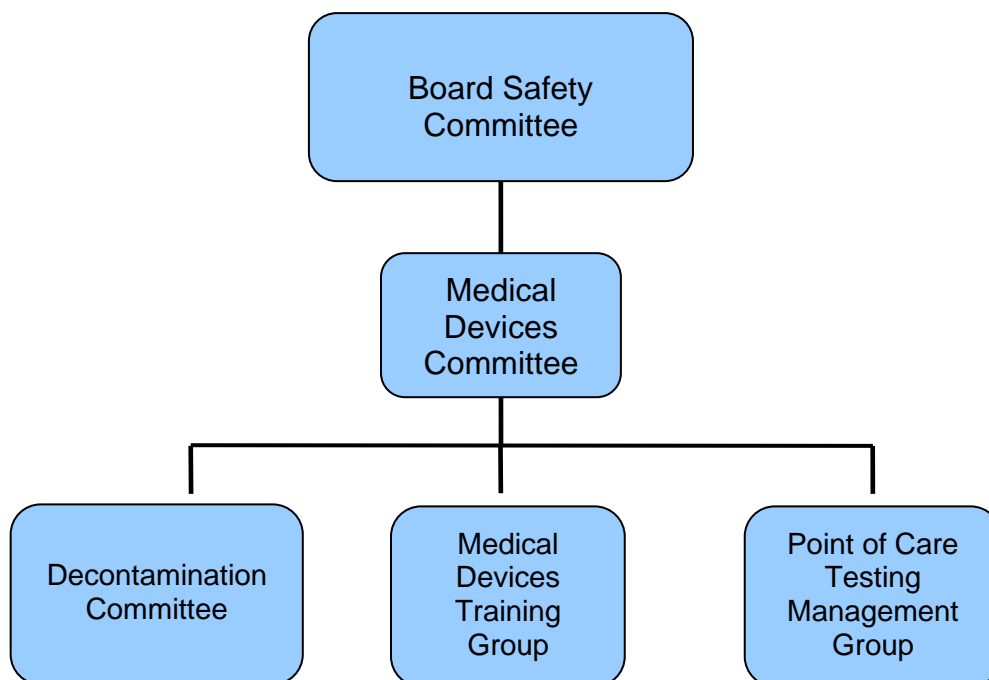 Board Safety
Committee
Medical
Devices
Committee
Decontamination
Committee
Medical
Devices
Training
Group
Point of Care
Testing
Management
Group